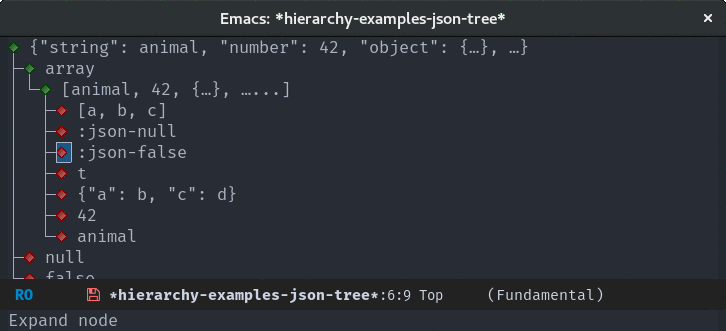 Emacs: *hierarchy-examples-json-tree*
×
{"string": animal, "number": 42, "object": {…}, …}
array
[animal, 42, {…}, …...]
[a, b, c]
:json-null
:json-false
t
{"a": b, "c": d}
42
animal
null
false
RO *hierarchy-examples-json-tree*:6:9 Top (Fundamental)
Expand node